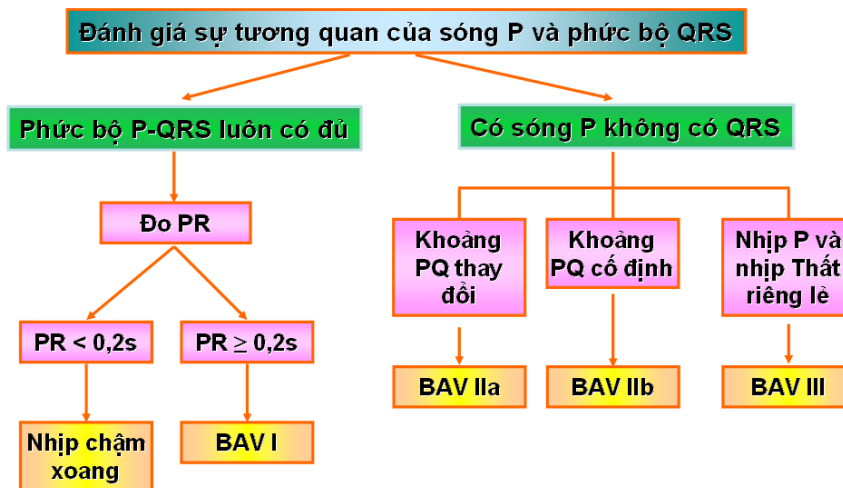 Đánh giá sự tương quan của sóng P và phức bộ QRS
Phức bộ P-QRS luôn có đủ
Có sóng P không có QRS
Đo PR
Khoảng
PQ thay
đổi
Khoảng
PQ cố định
Nhịp P và
nhịp Thất
riêng lẻ
PR < 0,2s
PR ≥ 0,2s
BAV IIa
BAV IIb
BAV III
Nhịp chậm
xoang
BAV I